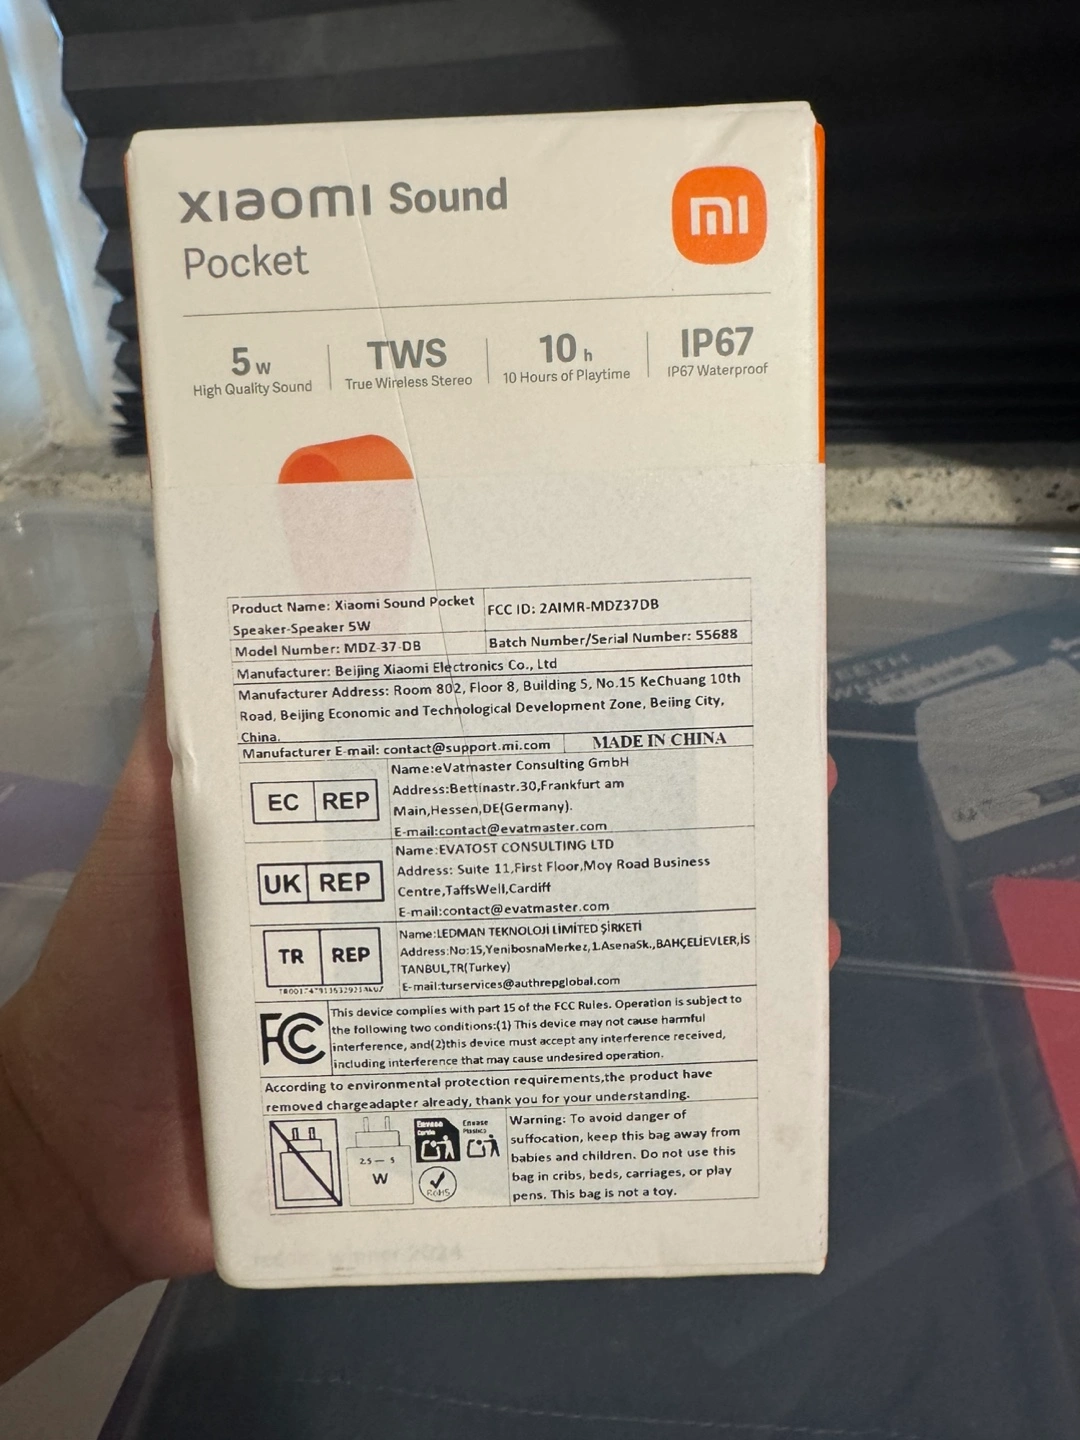 xiaomi Sound
Pocket
mi
5 w
High Quality Sound
TWS
True Wireless Stereo
10 h
10 Hours of Playtime
IP67
IP67 Waterproof
Product Name: Xiaomi Sound Pocket
Speaker-Speaker 5W
FCC ID: 2AIMR-MDZ37DB
Model Number: MDZ-37-DB
Batch Number/Serial Number: 55688
Manufacturer: Beijing Xiaomi Electronics Co., Ltd
Manufacturer Address: Room 802, Floor 8, Building 5, No.15 KeChuang 10th
Road, Beijing Economic and Technological Development Zone, Beijing City,
China.
Manufacturer E-mail: contact@support.mi.com
MADE IN CHINA
EC REP
Name:eVatmaster Consulting GmbH
Address:Bettinastr.30,Frankfurt am
Main,Hessen,DE(Germany).
E-mail:contact@evatmaster.com
UK REP
Name:EVATOST CONSULTING LTD
Address: Suite 11,First Floor,Moy Road Business
Centre,TaffsWell,Cardiff
E-mail:contact@evatmaster.com
TR REP
Name:LEDMAN TEKNOLOJİ LİMİTED ŞİRKETİ
Address:No:15,YenibosnaMerkez,1.AsenaSk.,BAHÇELİEVLER,İS
TANBUL,TR(Turkey)
E-mail:turservices@authrepglobal.com
FC
This device complies with part 15 of the FCC Rules. Operation is subject to
the following two conditions:(1) This device may not cause harmful
interference, and(2)this device must accept any interference received,
including interference that may cause undesired operation.
According to environmental protection requirements,the product have
removed chargeadapter already, thank you for your understanding.
2.5 — 5
W
Envase
Cartón
Envase
Plástico
RoHS
Warning: To avoid danger of
suffocation, keep this bag away from
babies and children. Do not use this
bag in cribs, beds, carriages, or play
pens. This bag is not a toy.
winner 2024